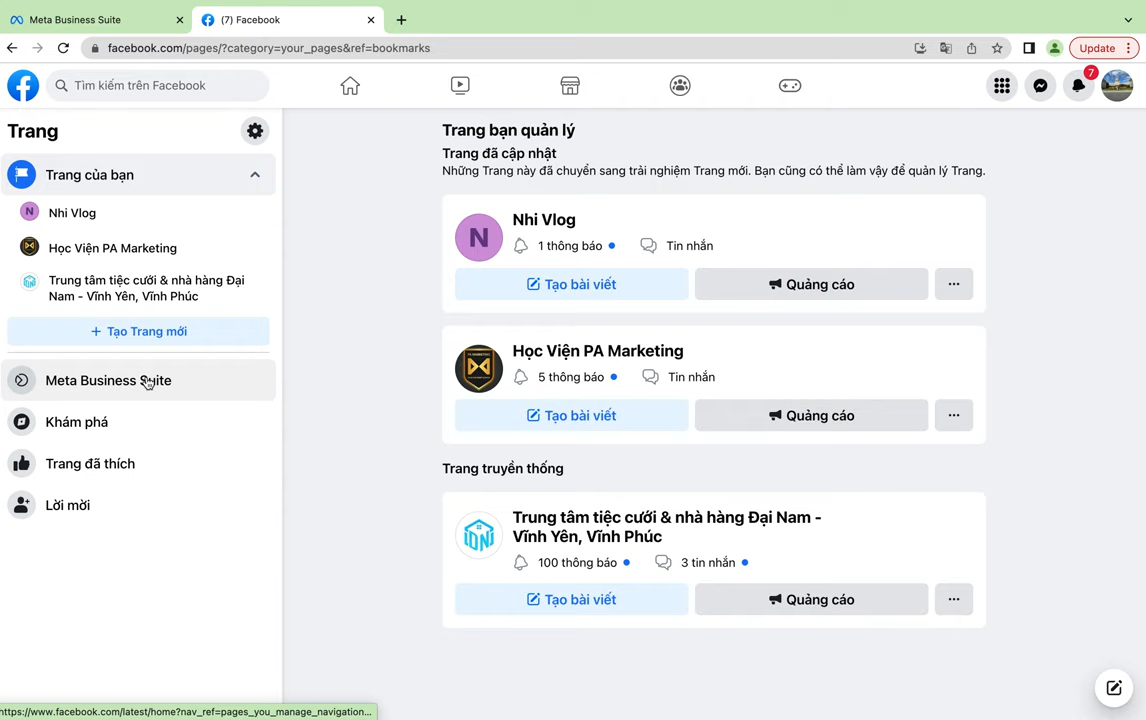 Meta Business Suite
(7) Facebook
facebook.com/pages/?category=your_pages&ref=bookmarks
Update
Tìm kiếm trên Facebook
7
Trang
Trang của bạn
N
Nhi Vlog
Học Viện PA Marketing
Trung tâm tiệc cưới & nhà hàng Đại
Nam - Vĩnh Yên, Vĩnh Phúc
+ Tạo Trang mới
Meta Business Suite
Khám phá
Trang đã thích
Lời mời
Trang bạn quản lý
Trang đã cập nhật
Những Trang này đã chuyển sang trải nghiệm Trang mới. Bạn cũng có thể làm vậy để quản lý Trang.
N
Nhi Vlog
1 thông báo
Tin nhắn
Tạo bài viết
Quảng cáo
Học Viện PA Marketing
5 thông báo
Tin nhắn
Tạo bài viết
Quảng cáo
Trang truyền thống
Trung tâm tiệc cưới & nhà hàng Đại Nam -
Vĩnh Yên, Vĩnh Phúc
100 thông báo
3 tin nhắn
Tạo bài viết
Quảng cáo
https://www.facebook.com/latest/home?nav_ref=pages_you_manage_navigation...